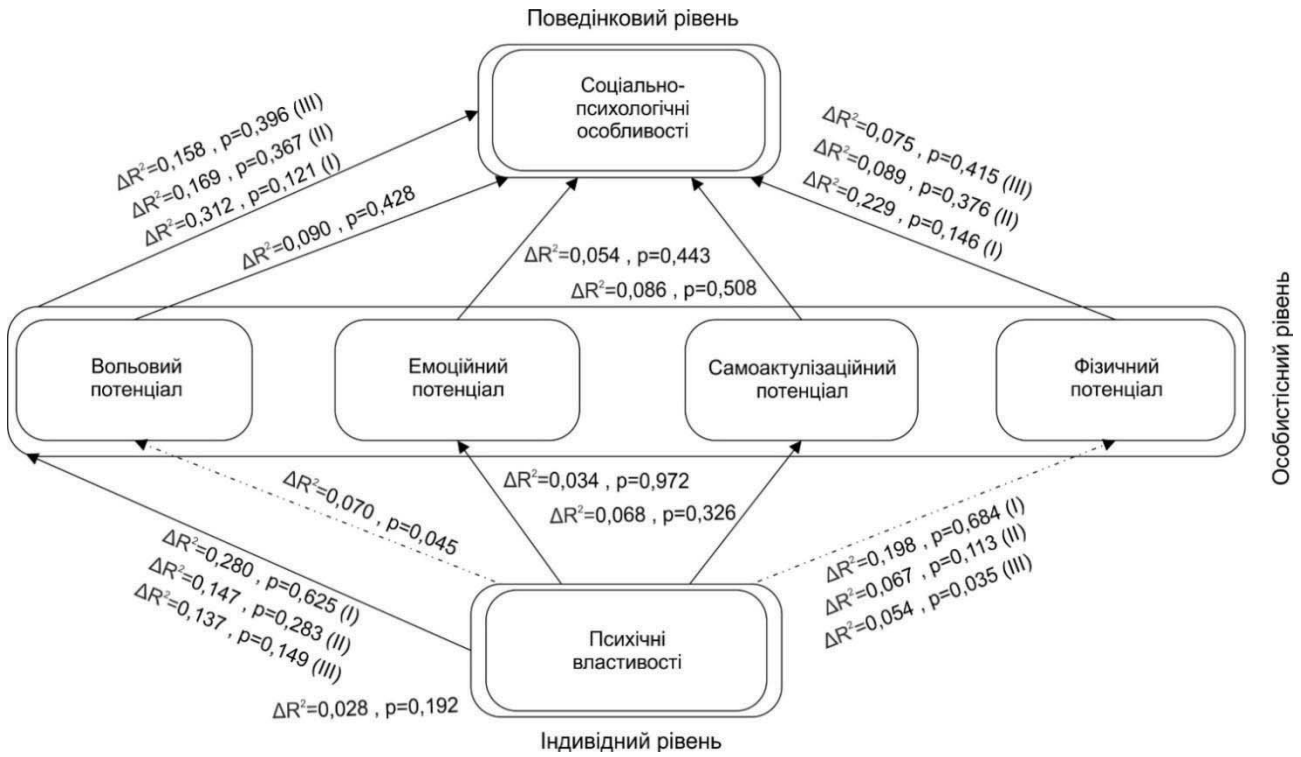 Поведінковий рівень
Соціально-
психологічні
особливості
ΔR²=0,158 , p=0,396 (III)
ΔR²=0,169 , p=0,367 (II)
ΔR²=0,312 , p=0,121 (I)
ΔR²=0,090 , p=0,428
ΔR²=0,054 , p=0,443
ΔR²=0,086 , p=0,508
ΔR²=0,075 , p=0,415 (III)
ΔR²=0,089 , p=0,376 (II)
ΔR²=0,229 , p=0,146 (I)
Вольовий
потенціал
Емоційний
потенціал
Самоактулізаційний
потенціал
Фізичний
потенціал
Особистісний рівень
ΔR²=0,070 , p=0,045
ΔR²=0,280 , p=0,625 (I)
ΔR²=0,147 , p=0,283 (II)
ΔR²=0,137 , p=0,149 (III)
ΔR²=0,028 , p=0,192
ΔR²=0,034 , p=0,972
ΔR²=0,068 , p=0,326
ΔR²=0,198 , p=0,684 (I)
ΔR²=0,067 , p=0,113 (II)
ΔR²=0,054 , p=0,035 (III)
Психічні
властивості
Індивідний рівень